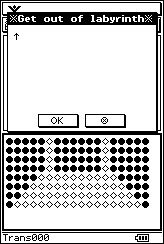 ※Get out of labyrinth※
↑
OK ⊗
Trans000